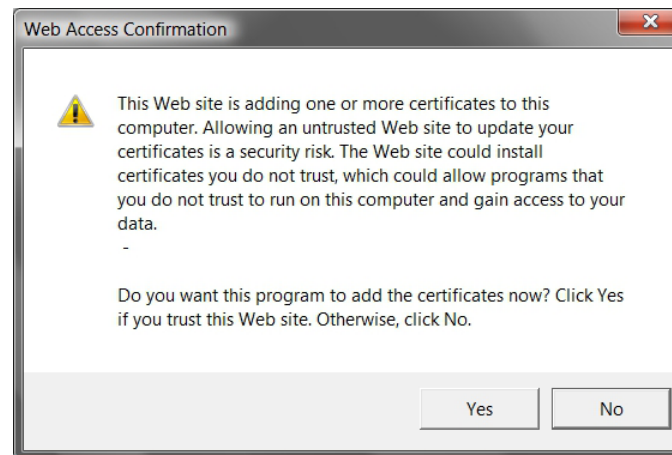 Web Access Confirmation
This Web site is adding one or more certificates to this
computer. Allowing an untrusted Web site to update your
certificates is a security risk. The Web site could install
certificates you do not trust, which could allow programs that
you do not trust to run on this computer and gain access to your
data.
-
Do you want this program to add the certificates now? Click Yes
if you trust this Web site. Otherwise, click No.
Yes No